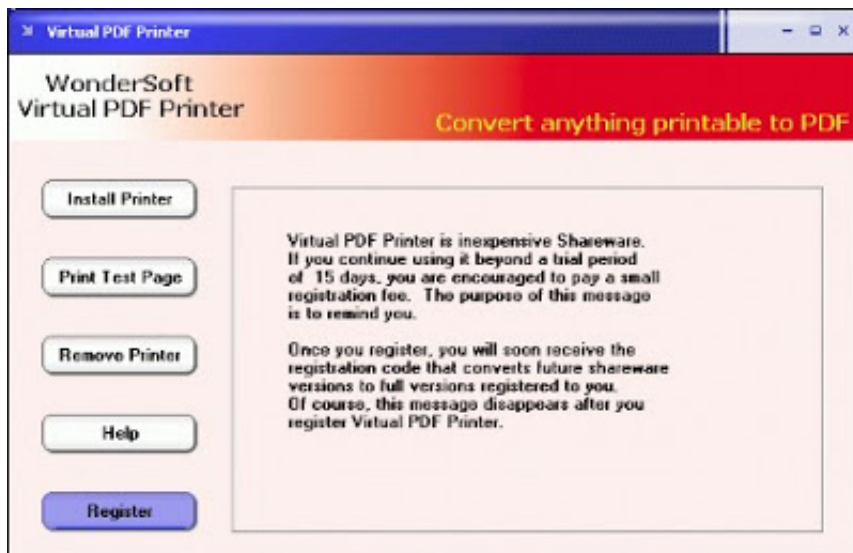 Virtual PDF Printer
WonderSoft
Virtual PDF Printer
Convert anything printable to PDF
Install Printer
Print Test Page
Remove Printer
Help
Register
Virtual PDF Printer is inexpensive Shareware.
If you continue using it beyond a trial period
of 15 days, you are encouraged to pay a small
registration fee. The purpose of this message
is to remind you.
Once you register, you will soon receive the
registration code that converts future shareware
versions to full versions registered to you.
Of course, this message disappears after you
register Virtual PDF Printer.